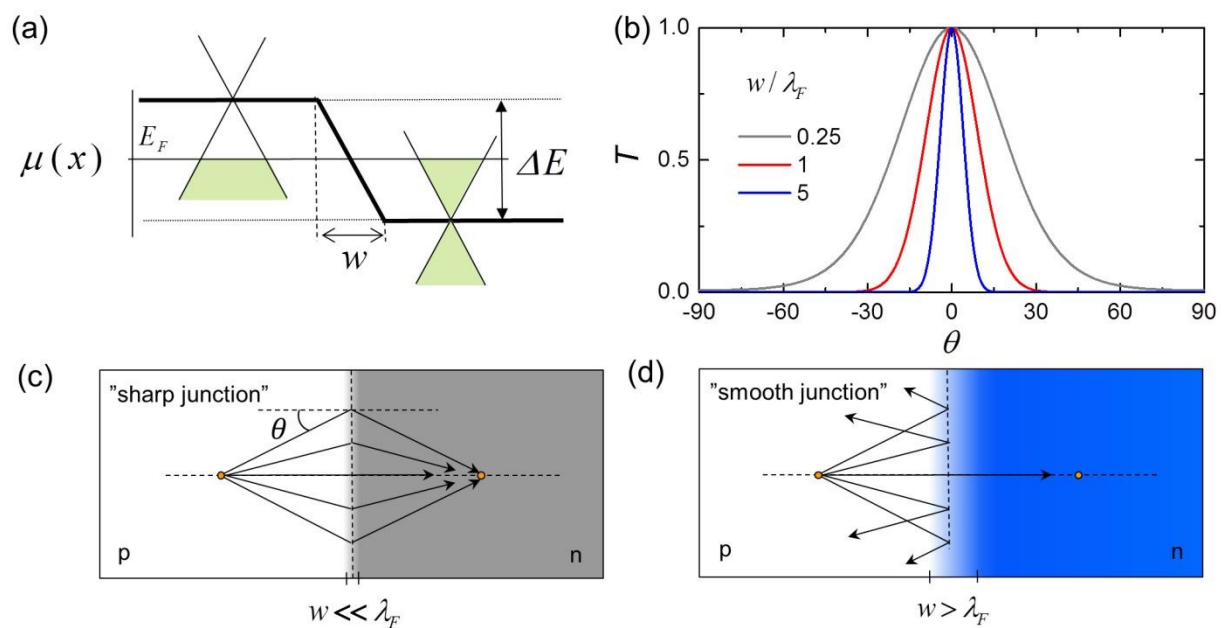 (a)
E_F
μ(x)
ΔE
w
(b)
1.0
0.5
0.0
T
w / λ_F
0.25
1
5
-90
-60
-30
0
30
60
90
θ
(c)
"sharp junction"
θ
p
n
w << λ_F
(d)
"smooth junction"
p
n
w > λ_F